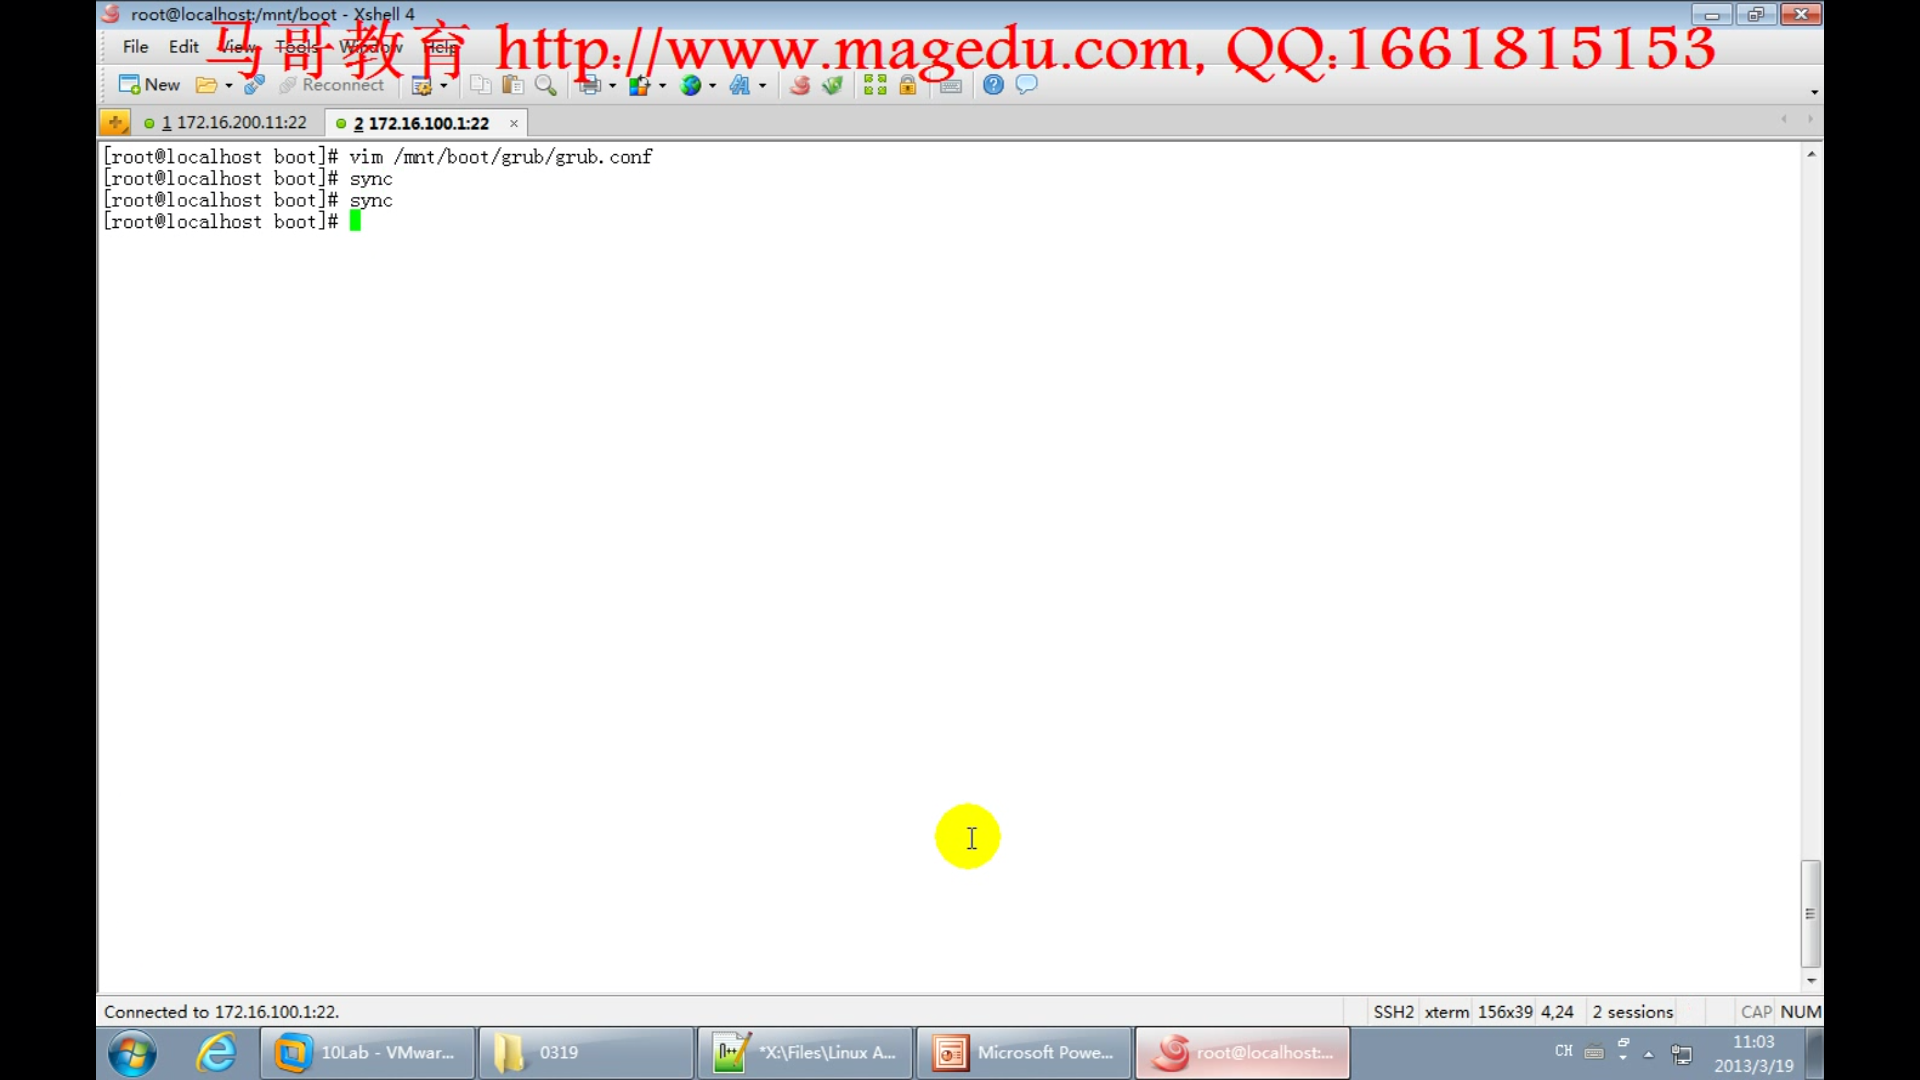 root@localhost:/mnt/boot - Xshell 4
马哥教育 http://www.magedu.com, QQ:1661815153
File Edit View Tools Window Help
New Reconnect
1 172.16.200.11:22 2 172.16.100.1:22
[root@localhost boot]# vim /mnt/boot/grub/grub.conf
[root@localhost boot]# sync
[root@localhost boot]# sync
[root@localhost boot]#
Connected to 172.16.100.1:22. SSH2 xterm 156x39 4,24 2 sessions CAP NUM
10Lab - VMwar... 0319 *X:\Files\Linux A... Microsoft Powe... root@localhost:... CH 11:03
2013/3/19